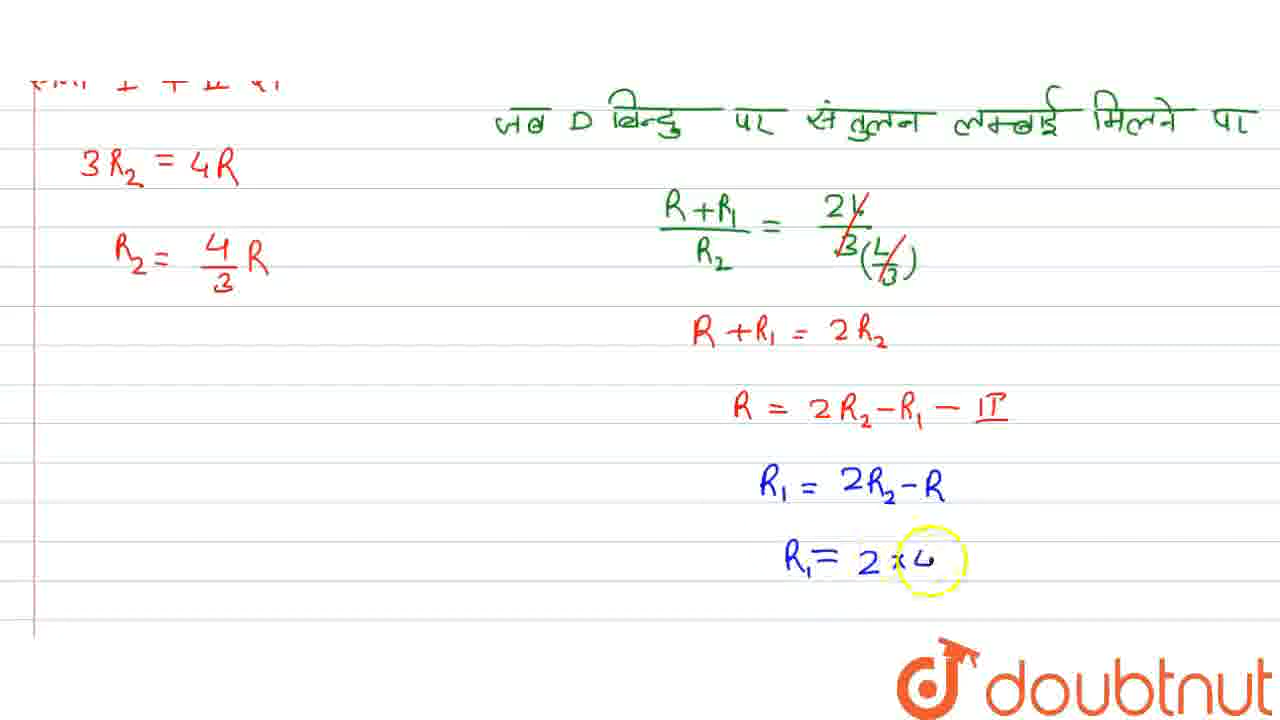 3R₂ = 4R
R₂ = 4/3 R
जब D बिन्दु पर संतुलन लम्बाई मिलने पर
(R + R₁)/R₂ = 2L/3(L/3)
R + R₁ = 2R₂
R = 2R₂ - R₁ - II
R₁ = 2R₂ - R
R₁ = 2 × 4
doubtnut